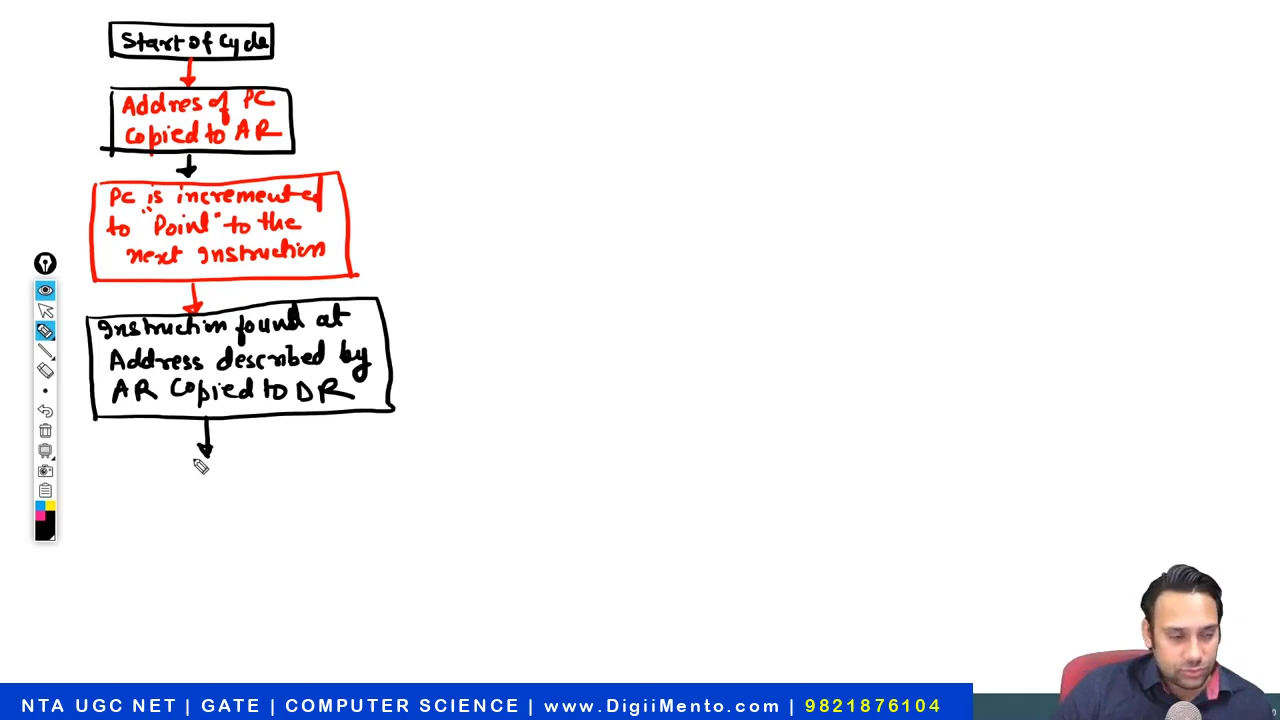 Start of Cycle
Addres of PC
Copied to AR
PC is incremented
to "Point" to the
next Instruction
Instruction found at
Address described by
AR Copied to DR
NTA UGC NET | GATE | COMPUTER SCIENCE | www.DigiiMento.com | 9821876104